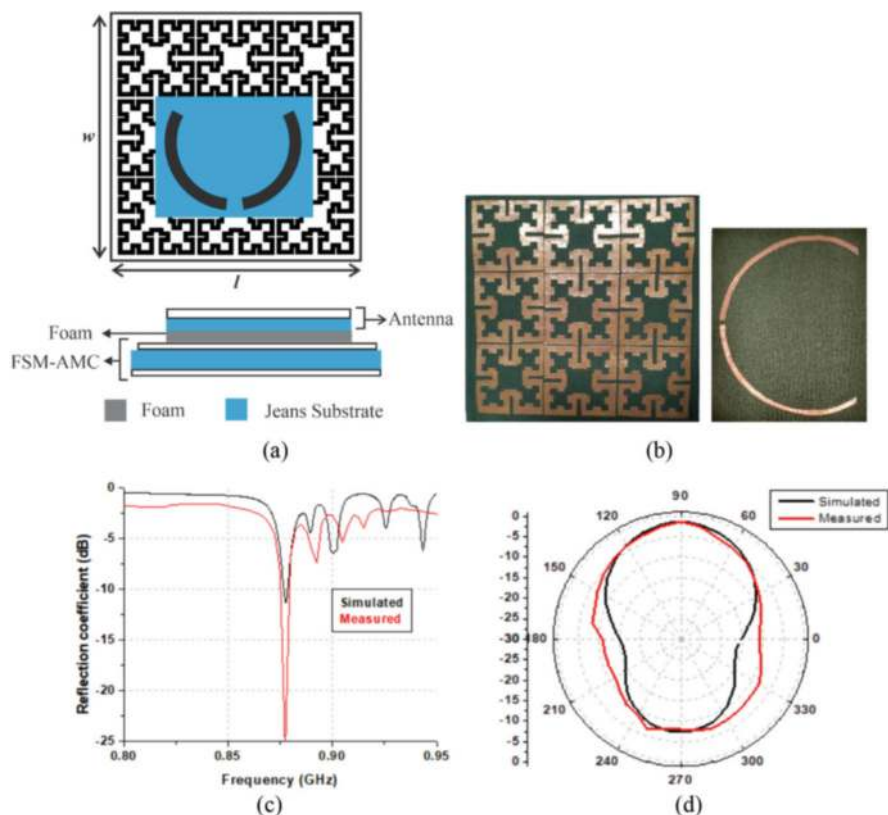 w
l
Foam
Antenna
FSM-AMC
Foam
Jeans Substrate
(a)
(b)
0
-5
-10
-15
-20
-25
0.80
0.85
0.90
0.95
Reflection coefficient (dB)
Frequency (GHz)
Simulated
Measured
(c)
Simulated
Measured
90
120
60
150
30
180
0
210
330
240
300
270
0
-5
-10
-15
-20
-25
-30
-25
-20
-15
-10
-5
0
(d)